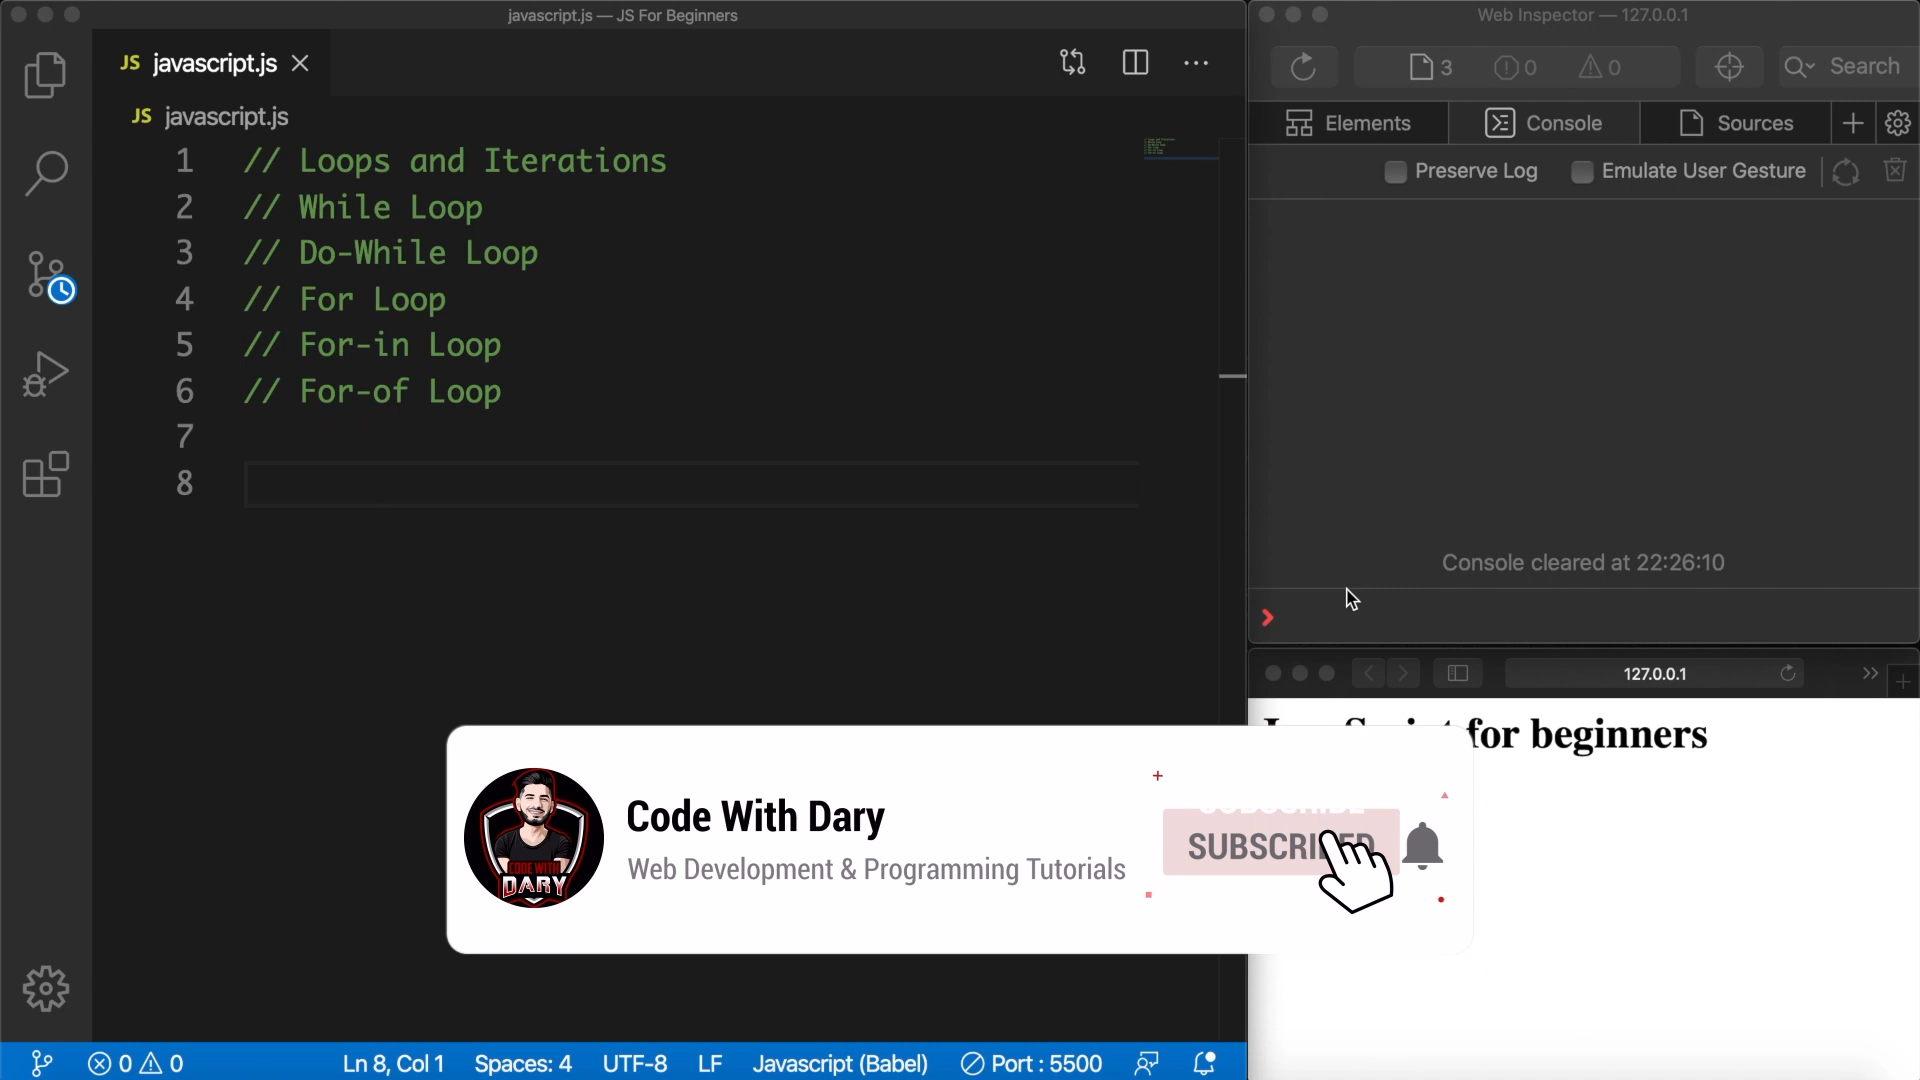 javascript.js — JS For Beginners
JS javascript.js
JS javascript.js
1 // Loops and Iterations
2 // While Loop
3 // Do-While Loop
4 // For Loop
5 // For-in Loop
6 // For-of Loop
7
8
0 0
Ln 8, Col 1
Spaces: 4
UTF-8
LF
Javascript (Babel)
Port : 5500
Web Inspector — 127.0.0.1
3 0 0
Search
Elements
Console
Sources
Preserve Log
Emulate User Gesture
Console cleared at 22:26:10
127.0.0.1
for beginners
Code With Dary
Web Development & Programming Tutorials
CODE WITH
DARY
SUBSCRIBE
SUBSCRIBED